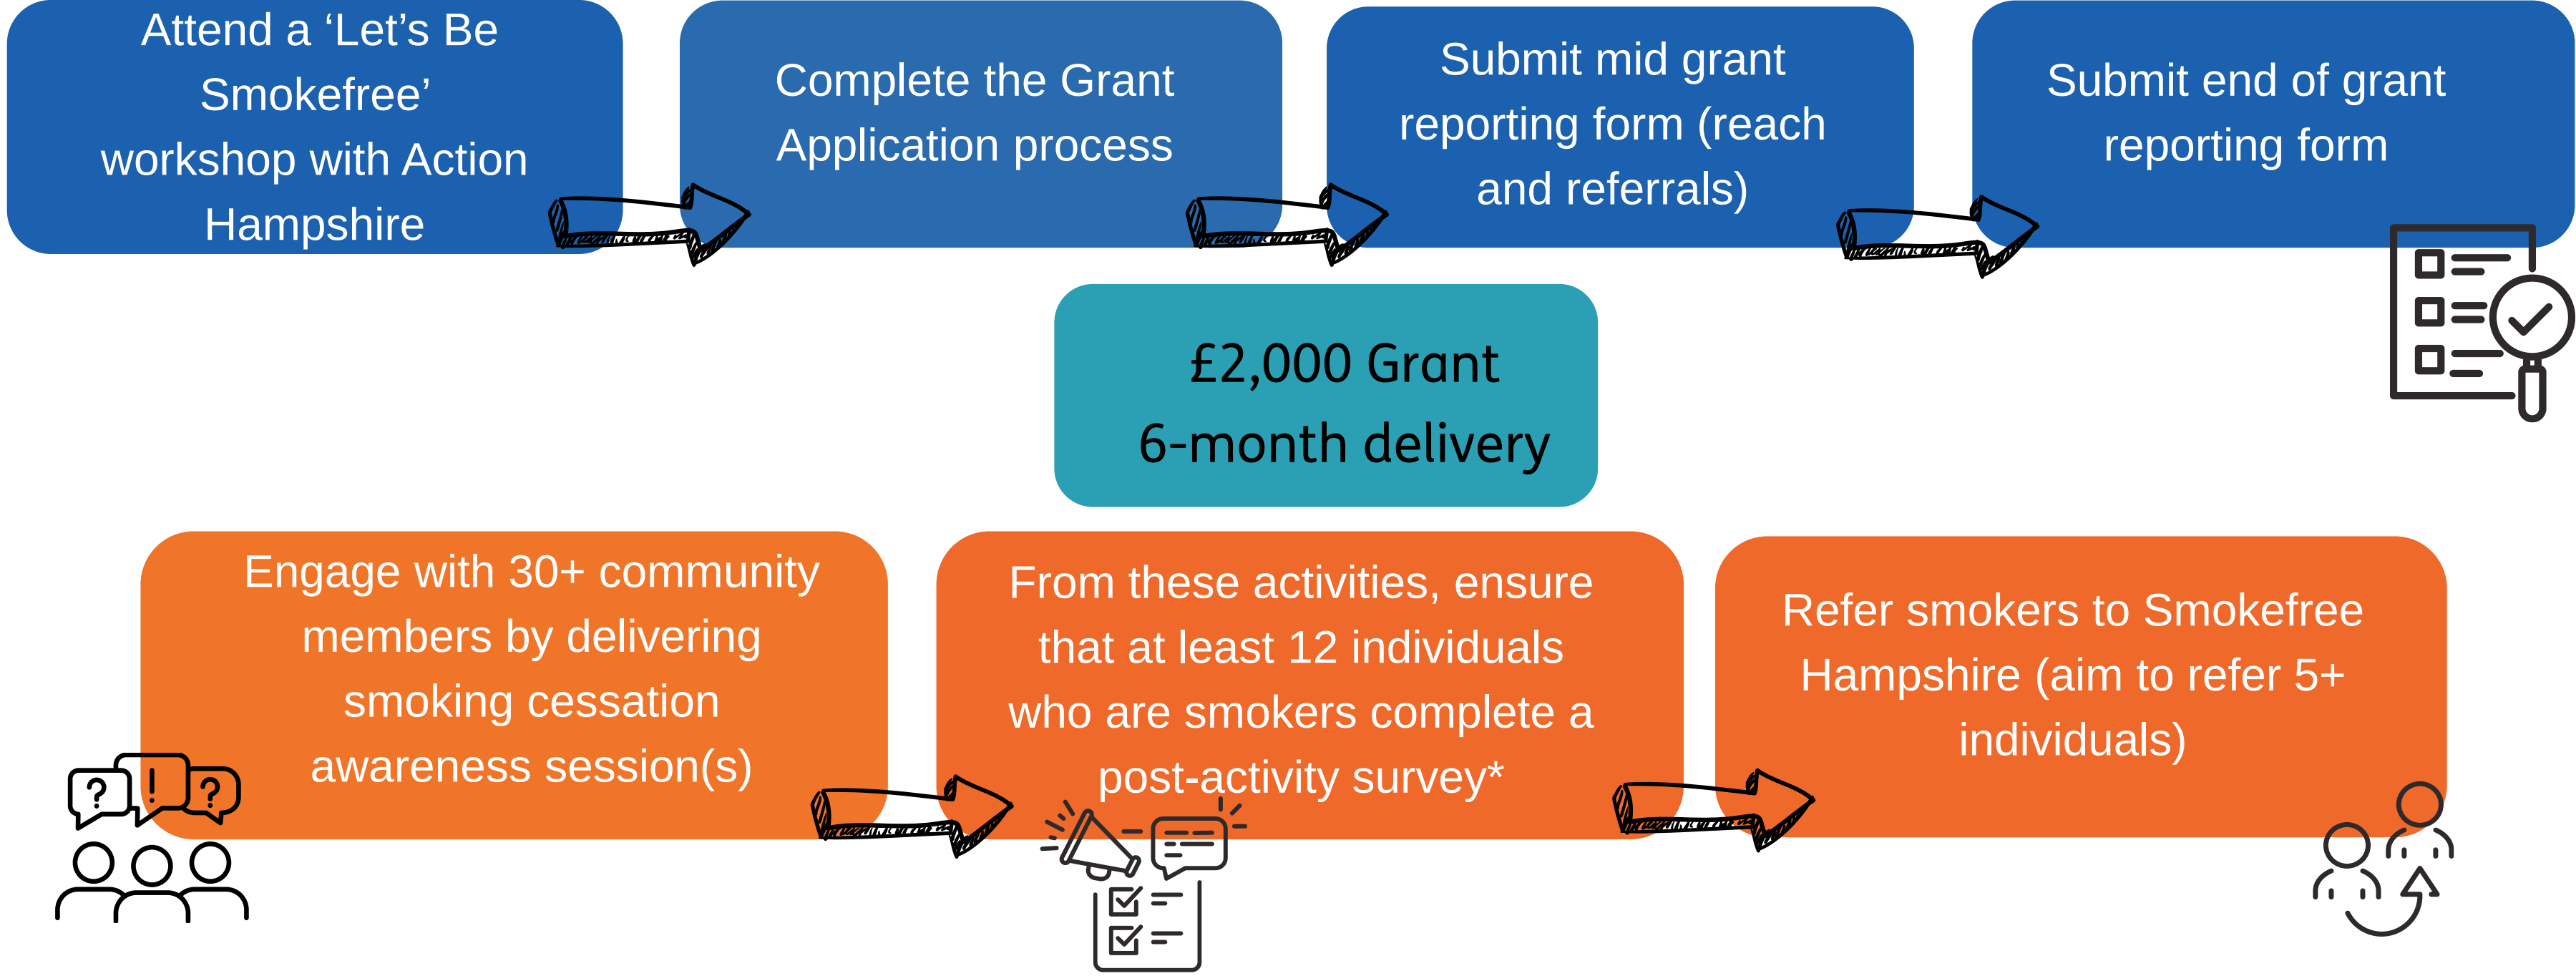 Attend a ‘Let’s Be
Smokefree’
workshop with Action
Hampshire
Complete the Grant
Application process
Submit mid grant
reporting form (reach
and referrals)
Submit end of grant
reporting form
£2,000 Grant
6-month delivery
Engage with 30+ community
members by delivering
smoking cessation
awareness session(s)
From these activities, ensure
that at least 12 individuals
who are smokers complete a
post-activity survey*
Refer smokers to Smokefree
Hampshire (aim to refer 5+
individuals)
? ! ?